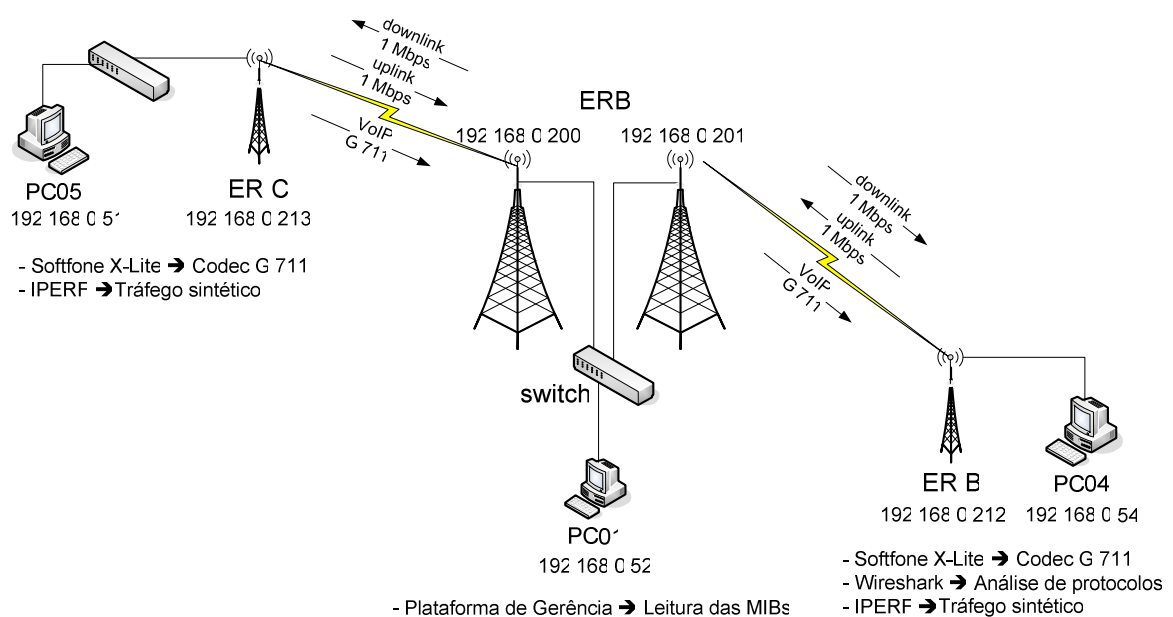 downlink
1 Mbps
uplink
1 Mbps
VoIP
G 711
ERB
192 168 0 200
192 168 0 201
downlink
1 Mbps
uplink
1 Mbps
VoIP
G 711
PC05
192 168 0 5
ER C
192 168 0 213
- Softfone X-Lite ➔ Codec G 711
- IPERF ➔Tráfego sintético
switch
PC01
192 168 0 52
- Plataforma de Gerência ➔ Leitura das MIBs
ER B
192 168 0 212
PC04
192 168 0 54
- Softfone X-Lite ➔ Codec G 711
- Wireshark ➔ Análise de protocolos
- IPERF ➔Tráfego sintético